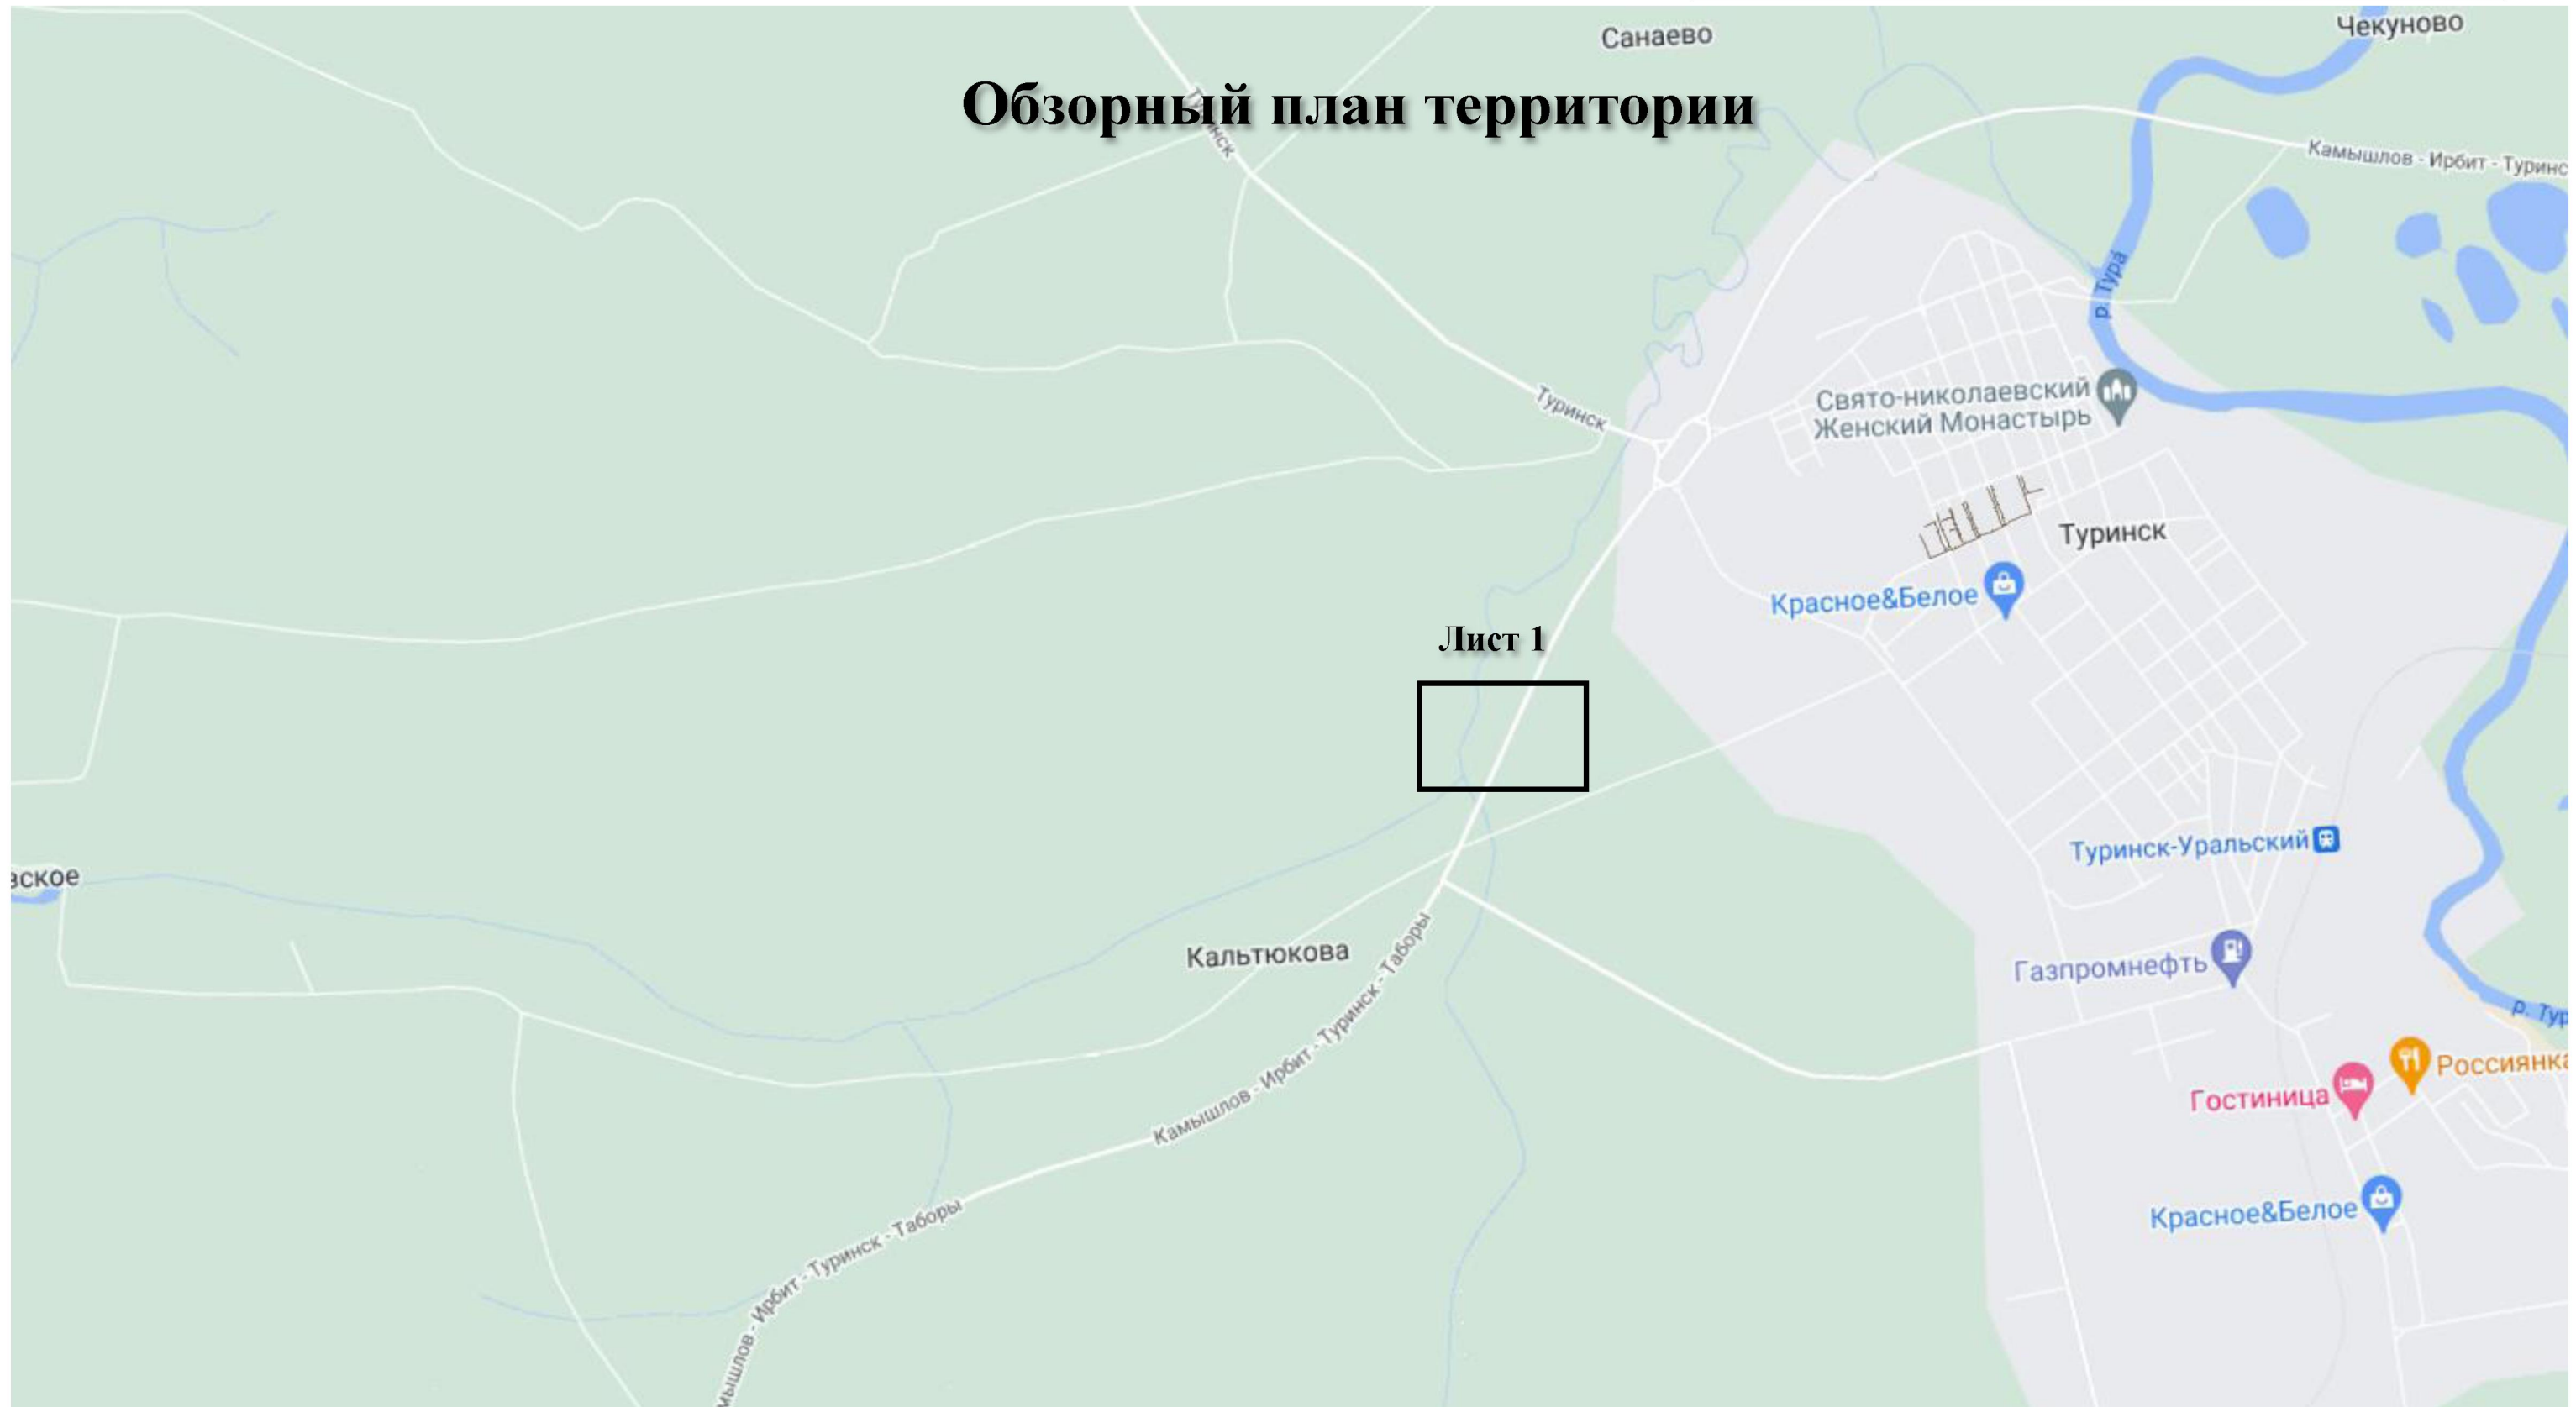 Санаево
Чекуново
Обзорный план территории
Туринск
Камышлов - Ирбит - Туринс
р. Тура
Туринск
Свято-николаевский
Женский Монастырь
Туринск
Красное&Белое
Лист 1
Туринск-Уральский
вское
Кальтюкова
Газпромнефть
Камышлов - Ирбит - Туринск - Таборы
р. Тур
Россиянка
Гостиница
Красное&Белое
мышлов - Ирбит - Туринск - Таборы